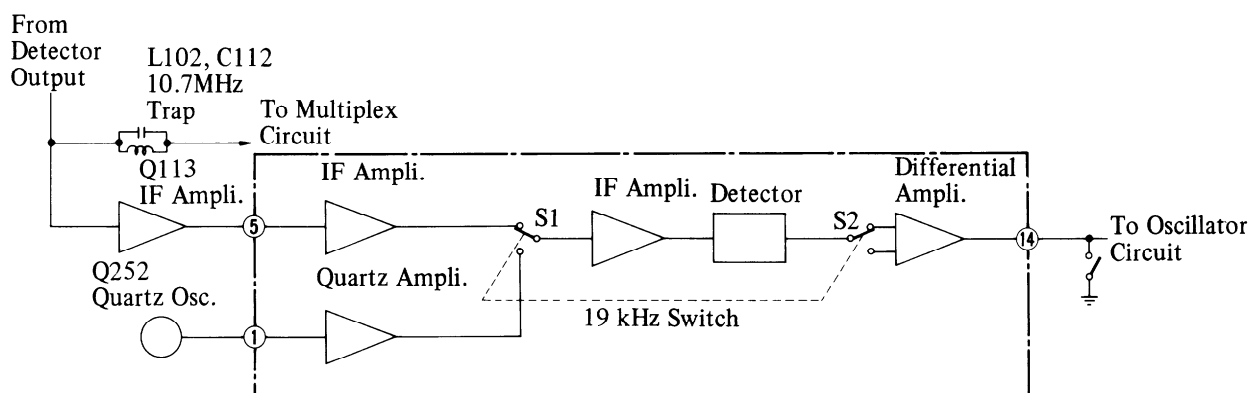 From
Detector
Output
L102, C112
10.7MHz
Trap
To Multiplex
Circuit
Q113
IF Ampli.
5
IF Ampli.
S1
IF Ampli.
Detector
S2
Differential
Ampli.
14
To Oscillator
Circuit
Q252
Quartz Osc.
1
Quartz Ampli.
19 kHz Switch